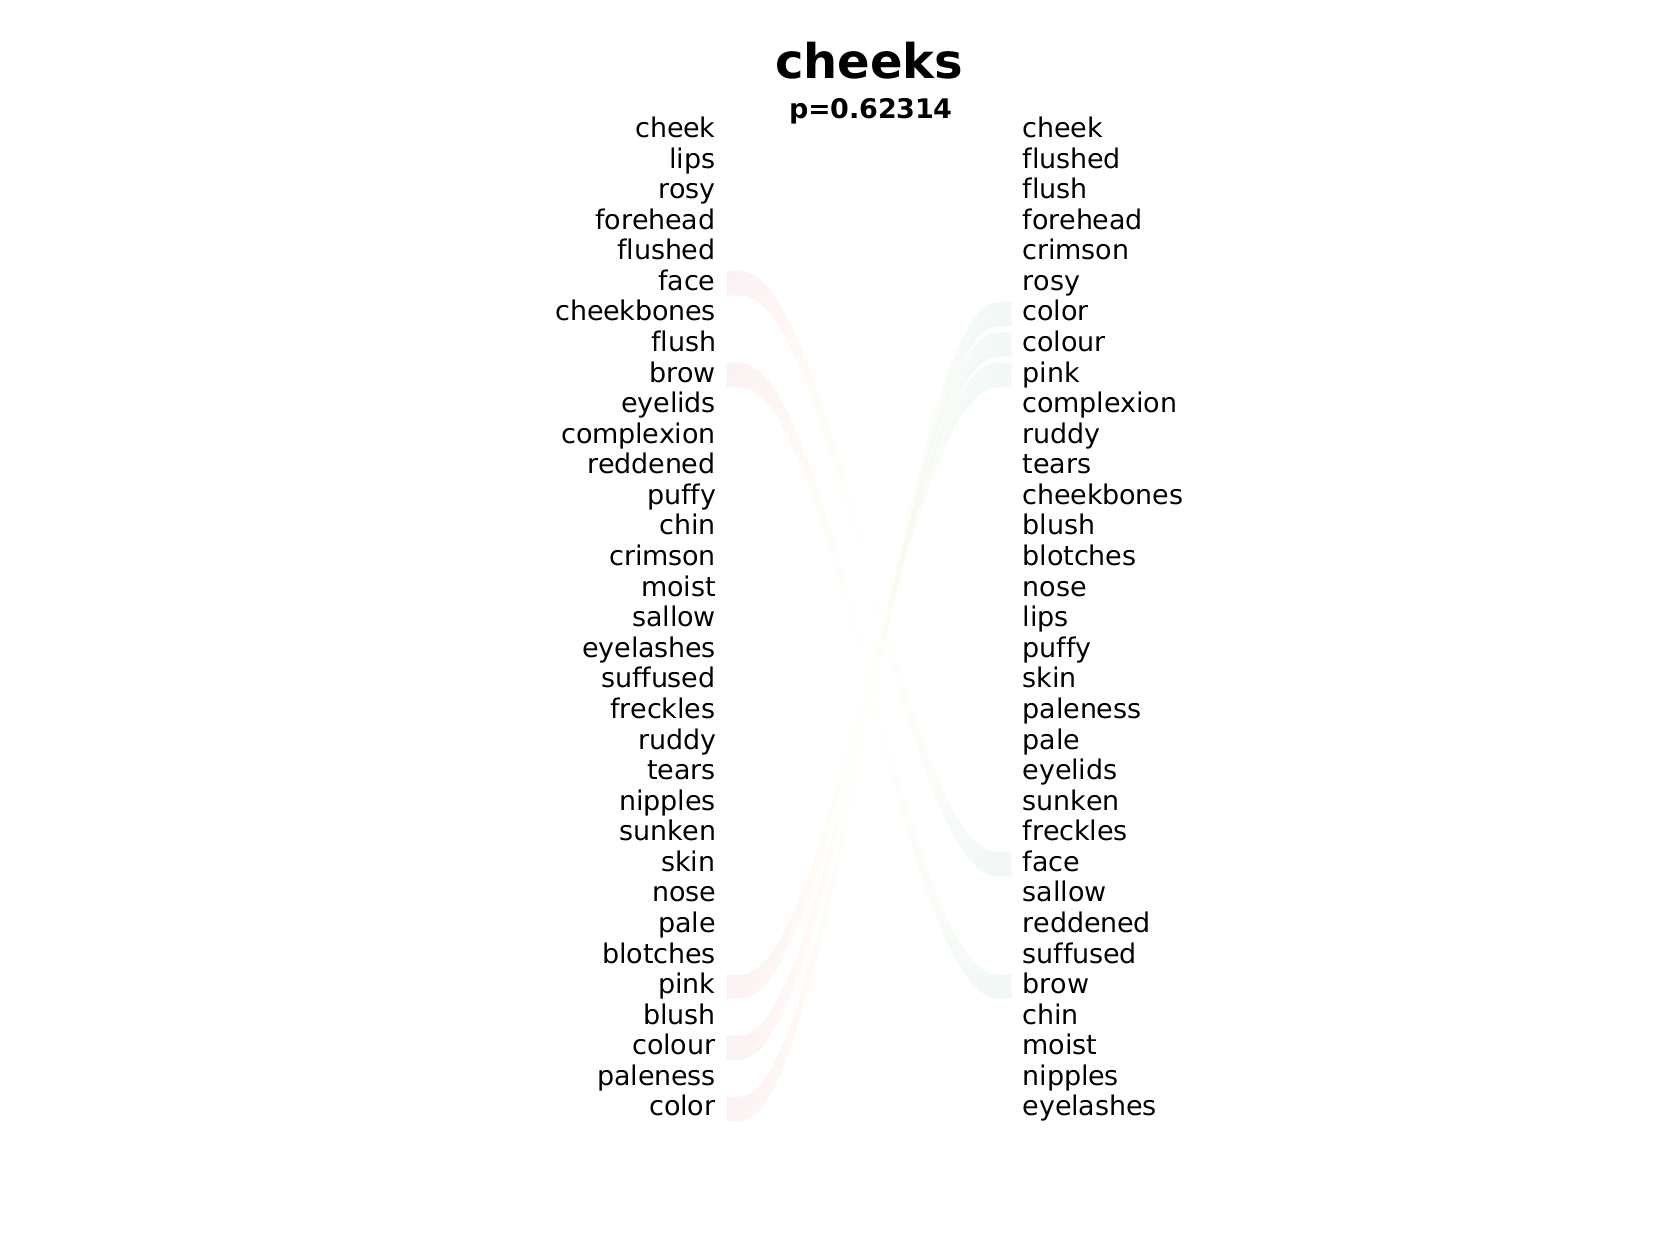 cheeks
p=0.62314
cheek
lips
rosy
forehead
flushed
face
cheekbones
flush
brow
eyelids
complexion
reddened
puffy
chin
crimson
moist
sallow
eyelashes
suffused
freckles
ruddy
tears
nipples
sunken
skin
nose
pale
blotches
pink
blush
colour
paleness
color
cheek
flushed
flush
forehead
crimson
rosy
color
colour
pink
complexion
ruddy
tears
cheekbones
blush
blotches
nose
lips
puffy
skin
paleness
pale
eyelids
sunken
freckles
face
sallow
reddened
suffused
brow
chin
moist
nipples
eyelashes